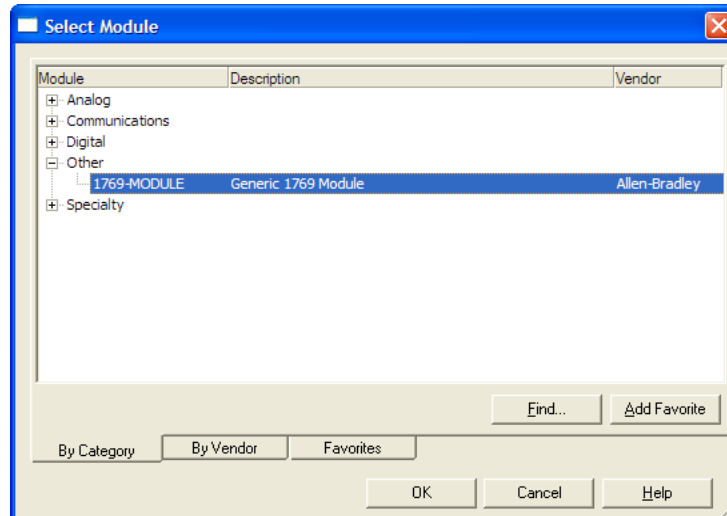 Select Module
Module Description Vendor
Analog
Communications
Digital
Other
1769-MODULE Generic 1769 Module Allen-Bradley
Specialty
Find... Add Favorite
By Category By Vendor Favorites
OK Cancel Help